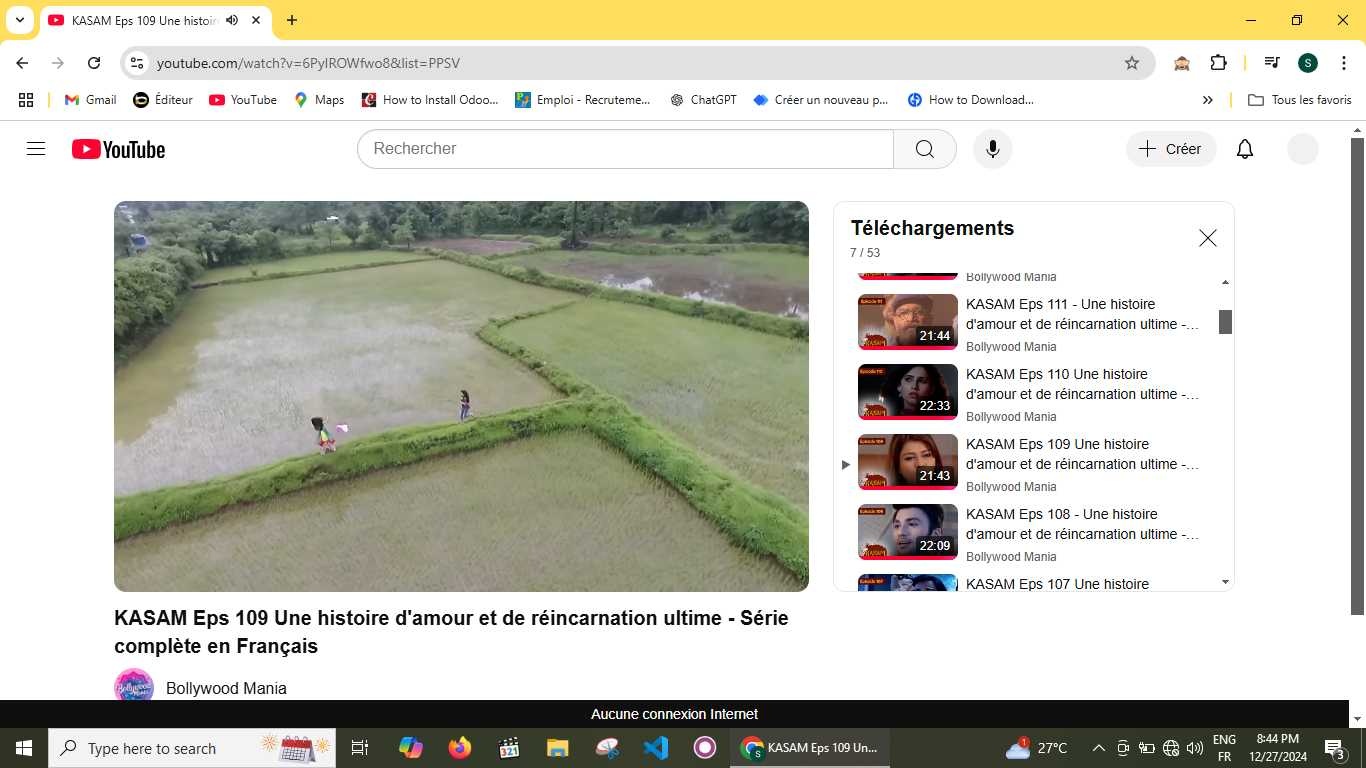 KASAM Eps 109 Une histoir
youtube.com/watch?v=6PylROWfwo8&list=PPSV
S
Gmail
Éditeur
YouTube
Maps
How to Install Odoo...
Emploi - Recruteme...
ChatGPT
Créer un nouveau p...
How to Download...
Tous les favoris
YouTube
Rechercher
Créer
Téléchargements
7 / 53
Bollywood Mania
KASAM Eps 111 - Une histoire
d'amour et de réincarnation ultime -...
21:44
Bollywood Mania
KASAM Eps 110 Une histoire
d'amour et de réincarnation ultime -...
22:33
Bollywood Mania
KASAM Eps 109 Une histoire
d'amour et de réincarnation ultime -...
21:43
Bollywood Mania
KASAM Eps 108 - Une histoire
d'amour et de réincarnation ultime -...
22:09
Bollywood Mania
KASAM Eps 107 Une histoire
KASAM Eps 109 Une histoire d'amour et de réincarnation ultime - Série
complète en Français
Bollywood Mania
Aucune connexion Internet
Type here to search
KASAM Eps 109 Un...
27°C
ENG
FR
8:44 PM
12/27/2024
3